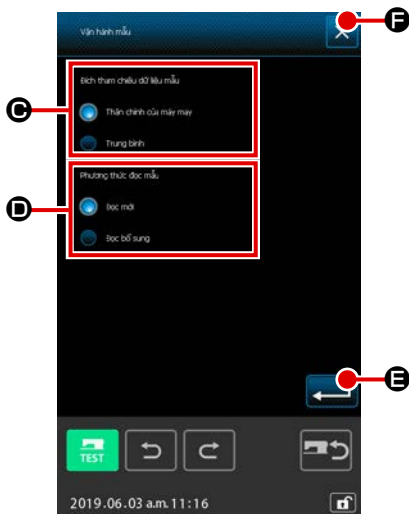 Vận hành mẫu
F
Đích tham chiếu dữ liệu mẫu
C
Thân chính của máy may
Trung bình
Phương thức đọc mẫu
D
Đọc mới
Đọc bổ sung
E
TEST
2019.06.03 a.m. 11:16